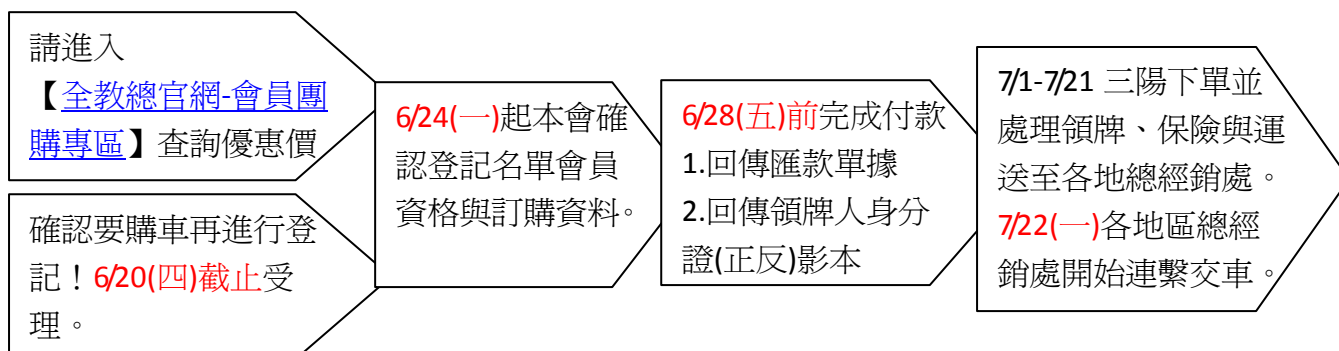 請進入
【全教總官網-會員團
購專區】查詢優惠價
確認要購車再進行登
記！6/20(四)截止受
理。
6/24(一)起本會確
認登記名單會員
資格與訂購資料。
6/28(五)前完成付款
1.回傳匯款單據
2.回傳領牌人身分
證(正反)影本
7/1-7/21 三陽下單並
處理領牌、保險與運
送至各地總經銷處。
7/22(一)各地區總經
銷處開始連繫交車。